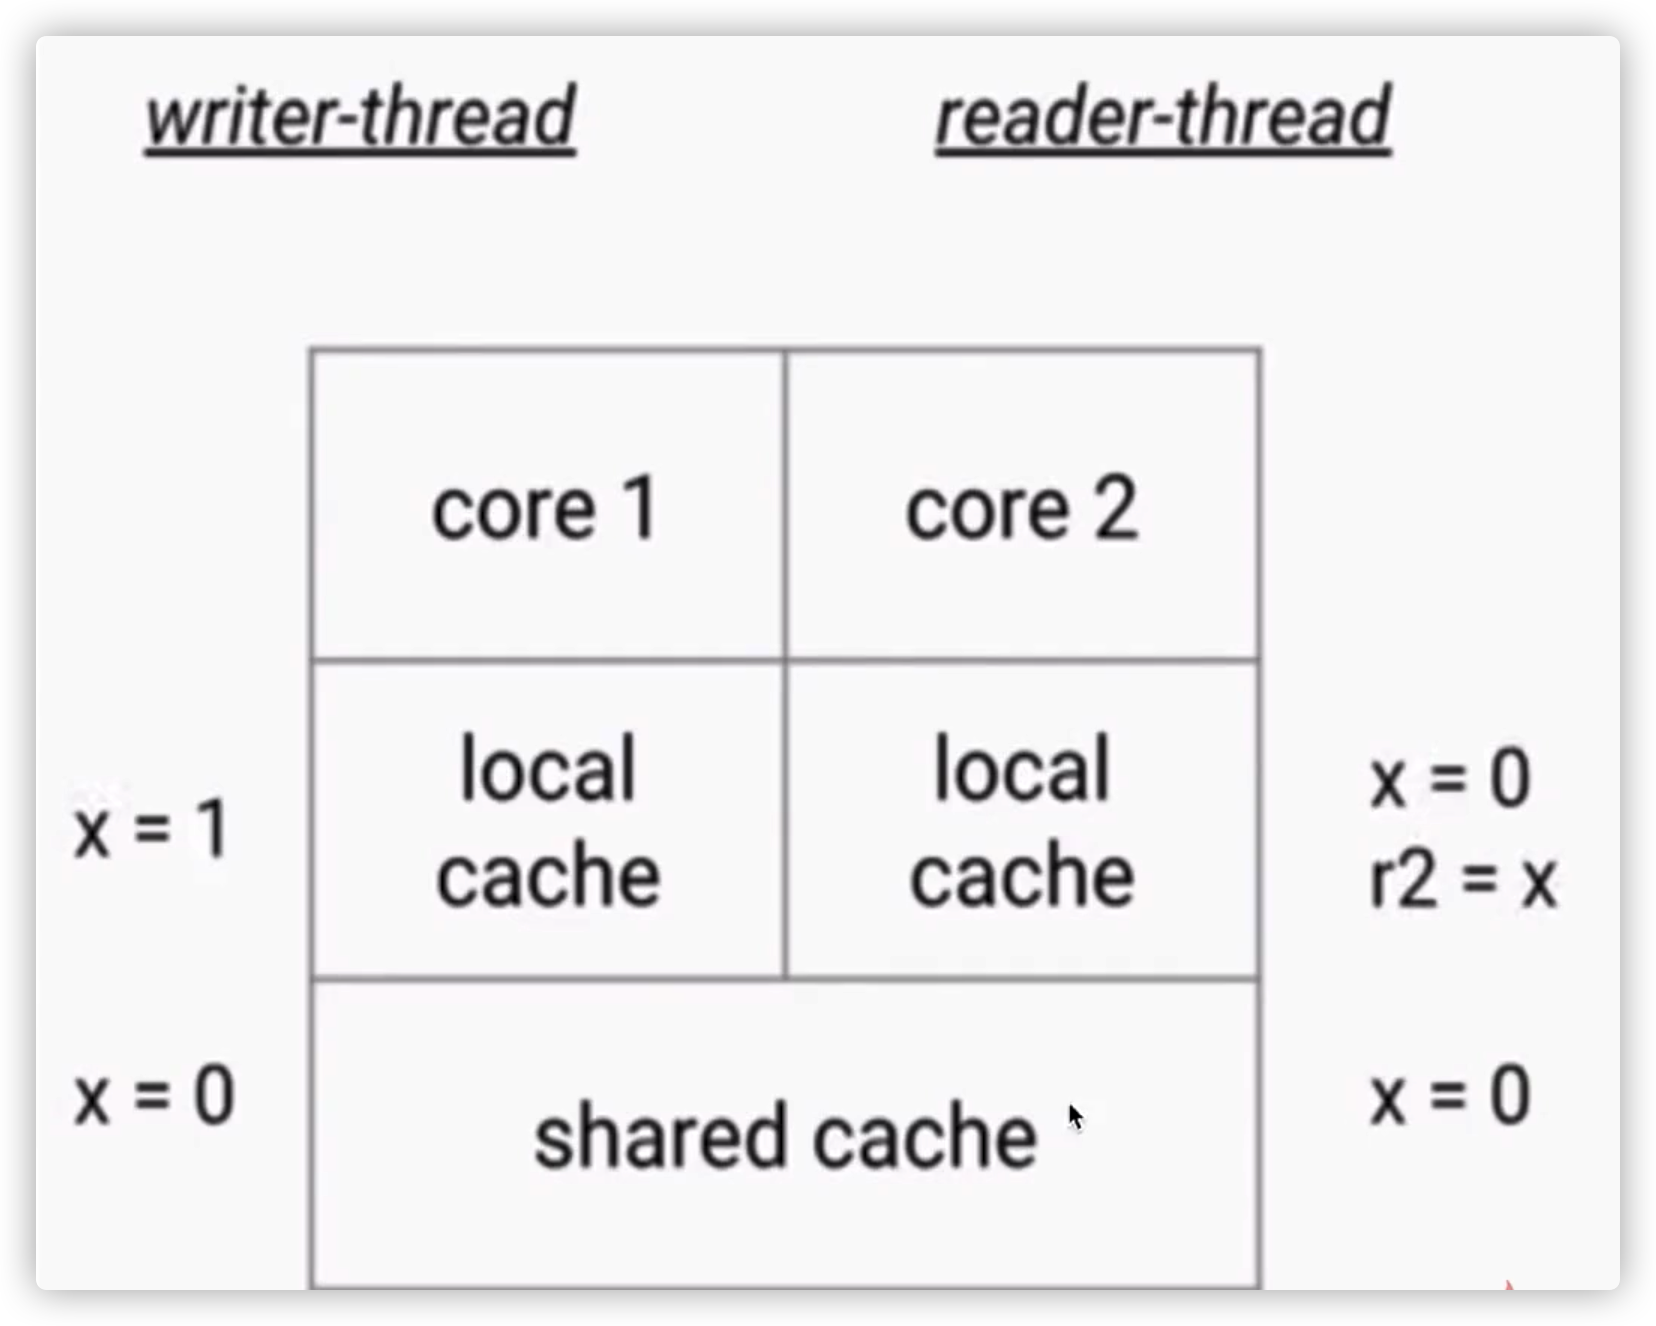 writer-thread
reader-thread
core 1
core 2
x = 1
local
cache
local
cache
x = 0
r2 = x
x = 0
shared cache
x = 0